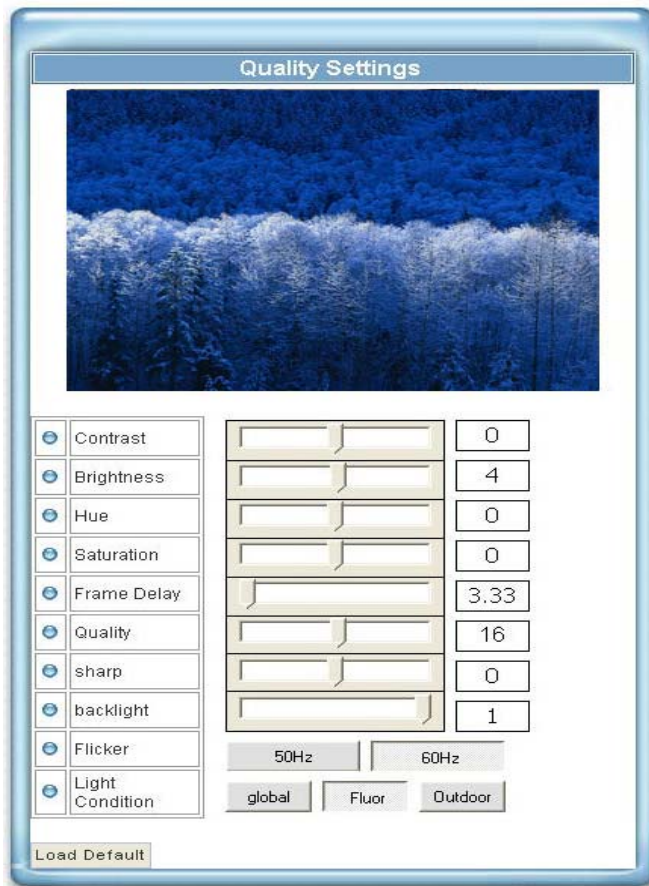 Quality Settings
Contrast 0
Brightness 4
Hue 0
Saturation 0
Frame Delay 3.33
Quality 16
sharp 0
backlight 1
Flicker 50Hz 60Hz
Light Condition global Fluor Outdoor
Load Default